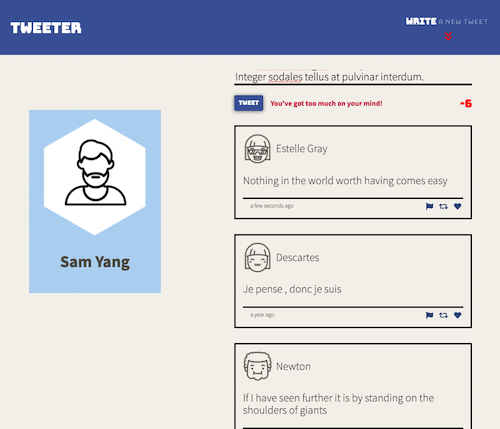 TWEETER
WRITE A NEW TWEET
Integer sodales tellus at pulvinar interdum.
TWEET You've got too much on your mind! -6
Sam Yang
Estelle Gray
Nothing in the world worth having comes easy
a few seconds ago
Descartes
Je pense , donc je suis
a year ago
Newton
If I have seen further it is by standing on the
shoulders of giants